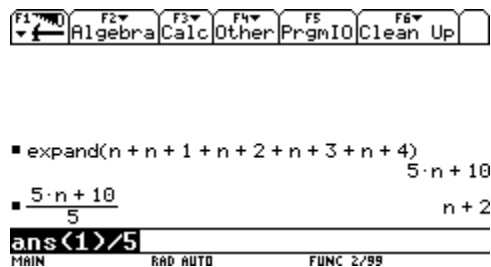 F1 F2 F3 F4 F5 F6
Algebra Calc Other PrgmIO Clean Up
expand(n + n + 1 + n + 2 + n + 3 + n + 4)
5·n + 10
5·n + 10
5
n + 2
ans(1)/5
MAIN RAD AUTO FUNC 2/99